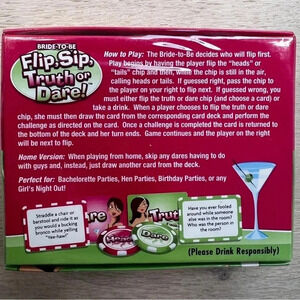 BRIDE-TO-BE
Flip, Sip,
Truth or
Dare!
How to Play: The Bride-to-Be decides who will flip first.
Play begins by having the player flip the "heads" or
"tails" chip and then, while the chip is still in the air,
calling heads or tails. If guessed right, pass the chip to
the player on your right to flip next. If guessed wrong, you
must either flip the truth or dare chip (and choose a card) or
take a drink. When a player chooses to flip the truth or dare
chip, she must then draw the card from the corresponding card deck and perform the
challenge as directed on the card. Once a challenge is completed the card is returned to
the bottom of the deck and her turn ends. Game continues and the player on the right
will be next to flip.
Home Version: When playing from home, skip any dares having to do
with guys and, instead, just draw another card from the deck.
Perfect for: Bachelorette Parties, Hen Parties, Birthday Parties, or any
Girl's Night Out!
Straddle a chair or
barstool and ride it as
you would a bucking
bronco while yelling
"Yee-haw!"
are
Dare
Trut
Truth
Have you ever fooled
around while someone
else was in the room?
Who was the person in
the room?
(Please Drink Responsibly)